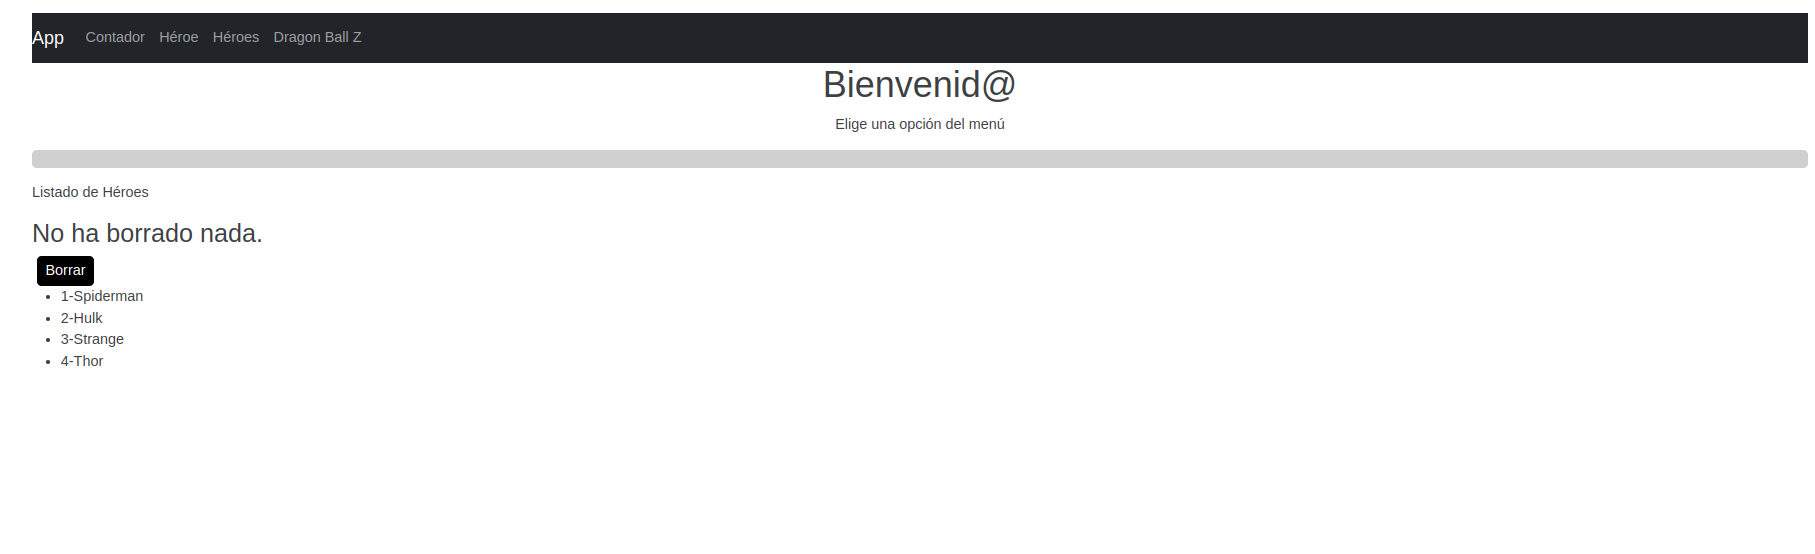 App Contador Héroe Héroes Dragon Ball Z
Bienvenid@
Elige una opción del menú
Listado de Héroes
No ha borrado nada.
Borrar
1-Spiderman
2-Hulk
3-Strange
4-Thor